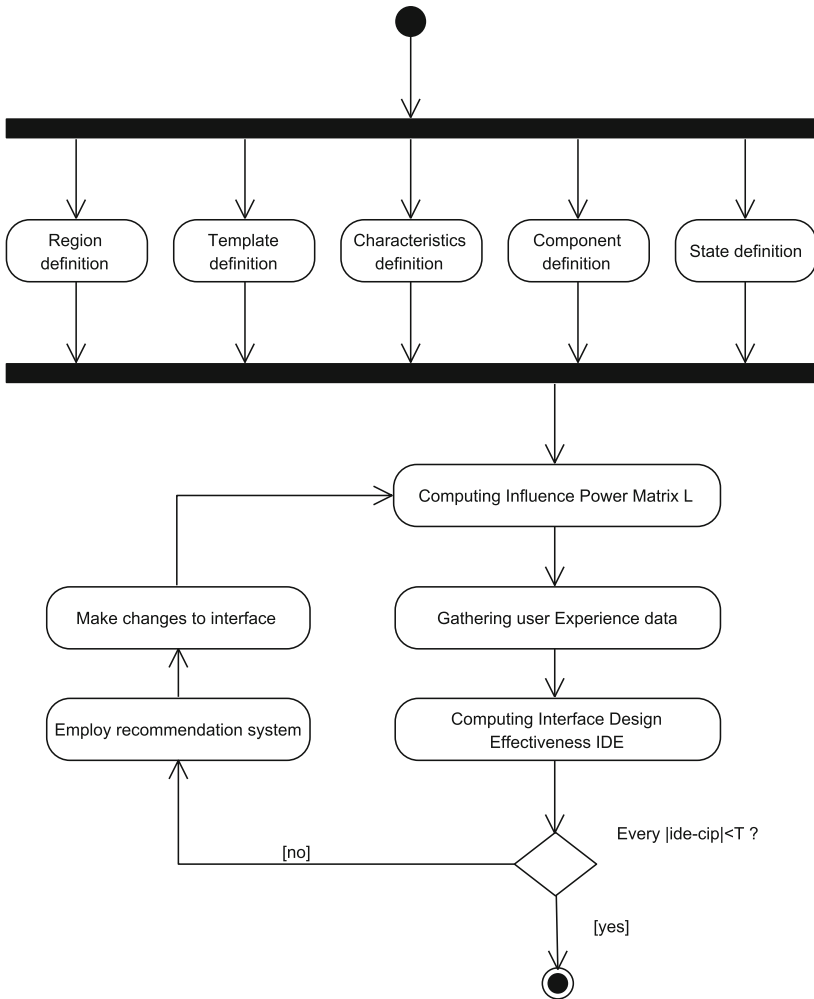 Region
definition
Template
definition
Characteristics
definition
Component
definition
State definition
Computing Influence Power Matrix L
Make changes to interface
Gathering user Experience data
Employ recommendation system
Computing Interface Design
Effectiveness IDE
Every |ide-cip|<T ?
[no]
[yes]